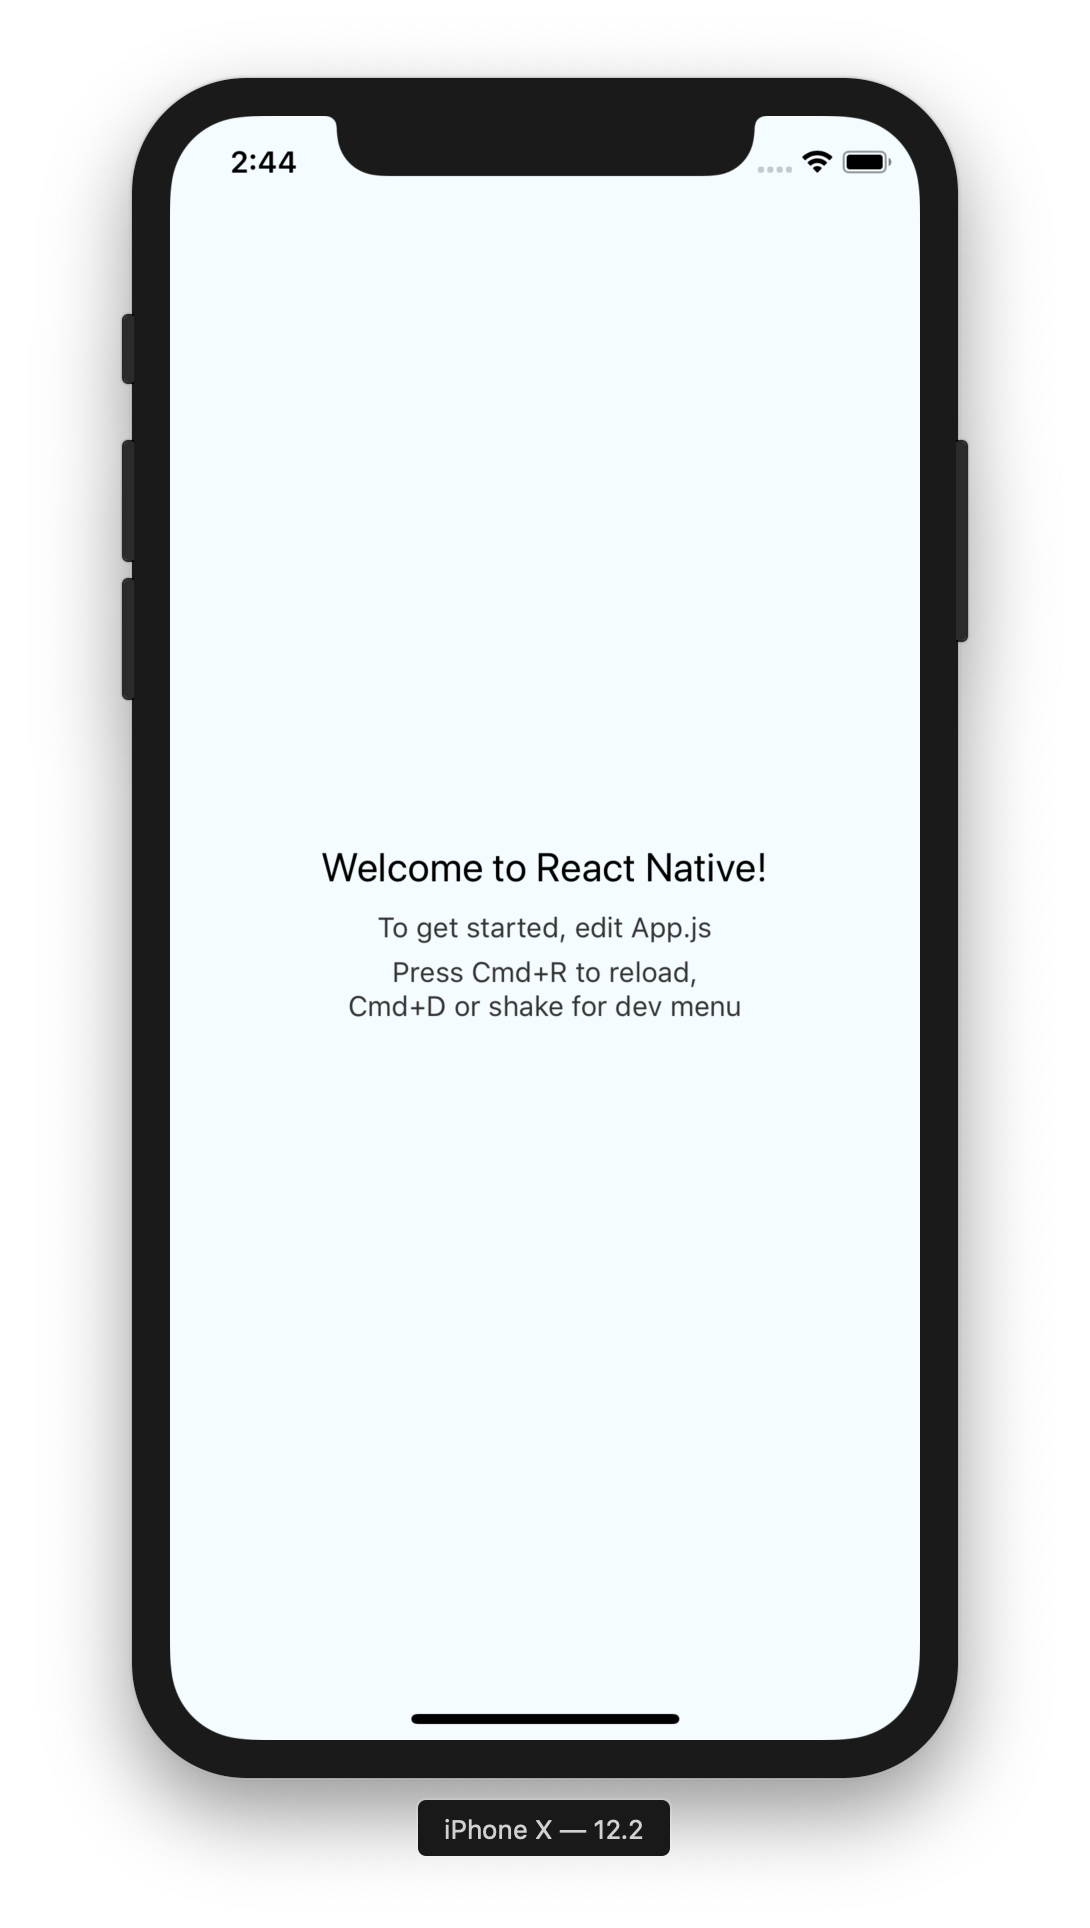 2:44
Welcome to React Native!
To get started, edit App.js
Press Cmd+R to reload,
Cmd+D or shake for dev menu
iPhone X — 12.2